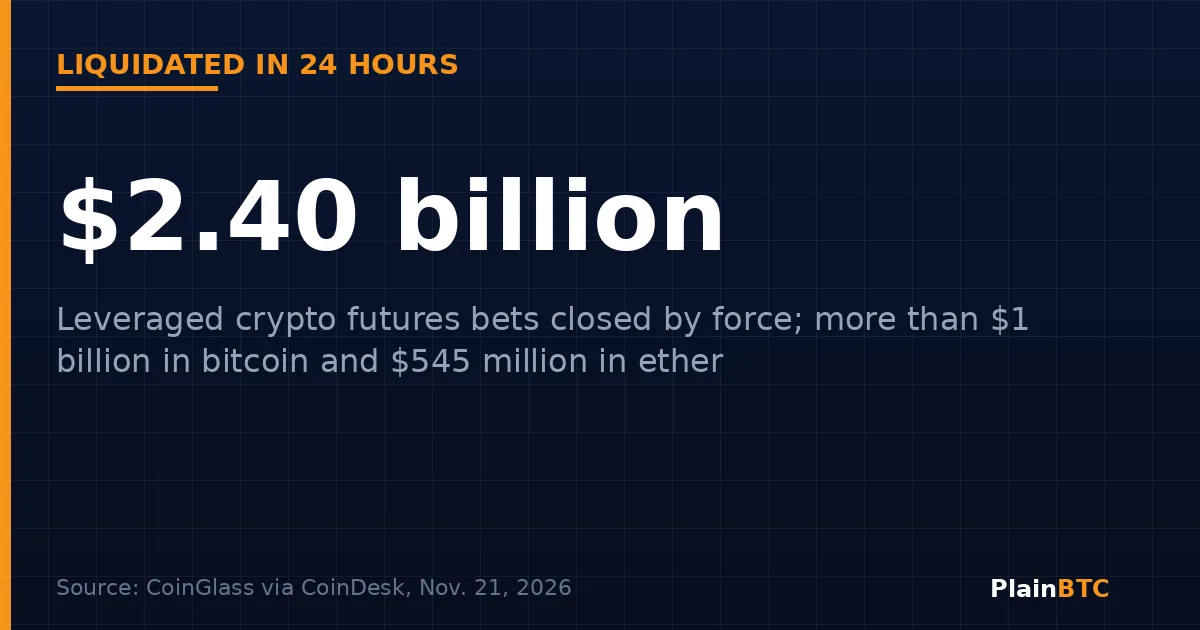 LIQUIDATED IN 24 HOURS
$2.40 billion
Leveraged crypto futures bets closed by force; more than $1
billion in bitcoin and $545 million in ether
Source: CoinGlass via CoinDesk, Nov. 21, 2026
PlainBTC